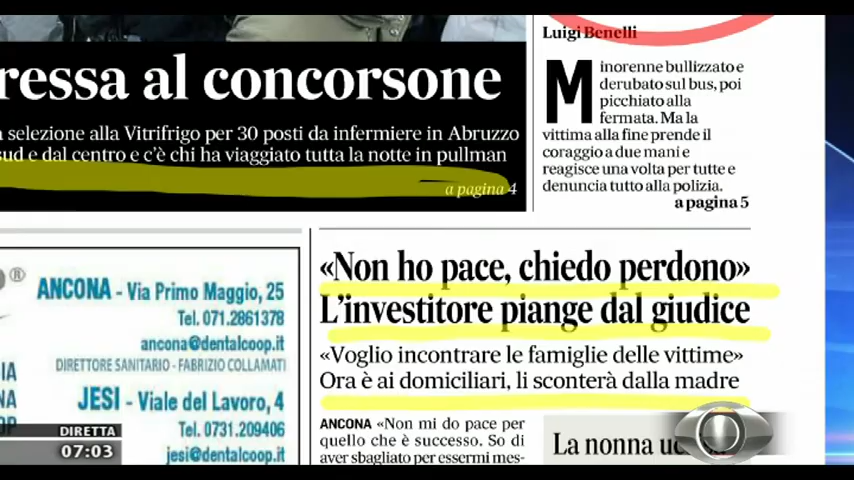 ressa al concorsone
selezione alla Vitrifrigo per 30 posti da infermiere in Abruzzo
sud e dal centro e c'è chi ha viaggiato tutta la notte in pullman
a pagina 4
Luigi Benelli
Minorenne bullizzato e
derubato sul bus, poi
picchiato alla
fermata. Ma la
vittima alla fine prende il
coraggio a due mani e
reagisce una volta per tutte e
denuncia tutto alla polizia.
a pagina 5
®
ANCONA - Via Primo Maggio, 25
Tel. 071.2861378
ancona@dentalcoop.it
DIRETTORE SANITARIO - FABRIZIO COLLAMATI
JESI - Viale del Lavoro, 4
Tel. 0731.209406
jesi@dentalcoop.it
«Non ho pace, chiedo perdono»
L'investitore piange dal giudice
«Voglio incontrare le famiglie delle vittime»
Ora è ai domiciliari, li sconterà dalla madre
ANCONA «Non mi do pace per
quello che è successo. So di
aver sbagliato per essermi mes-
La nonna
DIRETTA
07:03